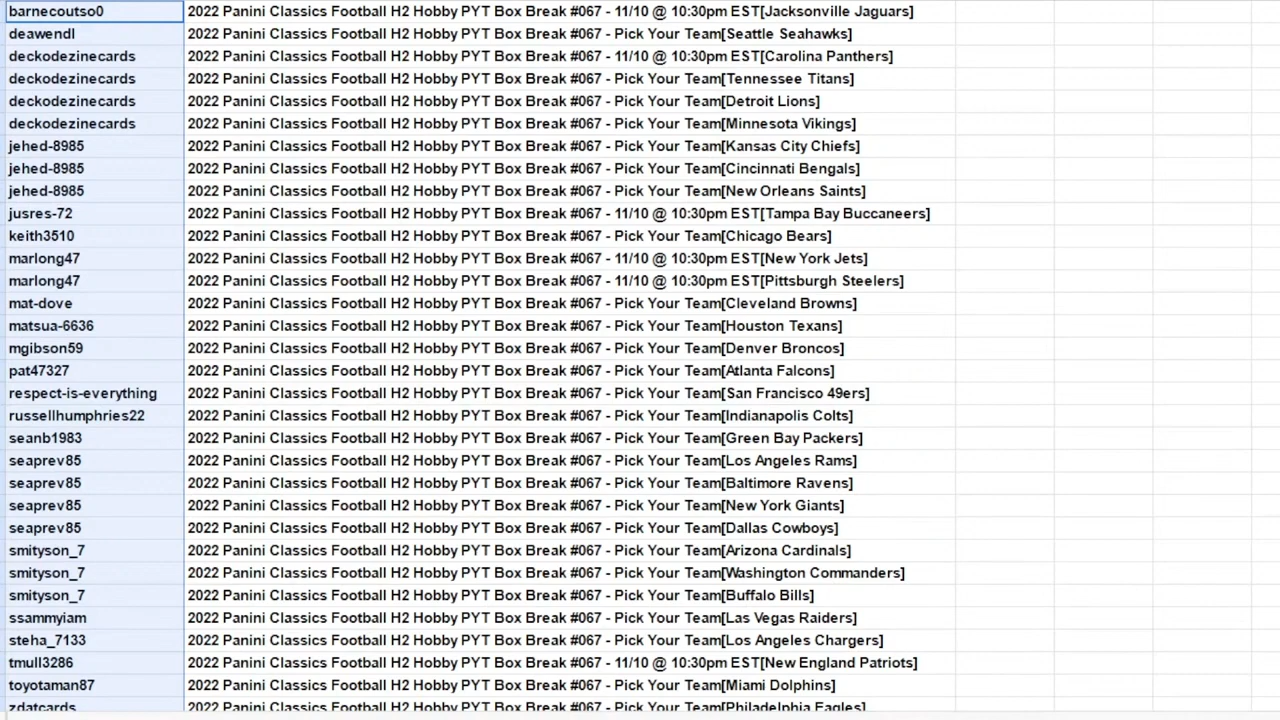 barnecoutso0 2022 Panini Classics Football H2 Hobby PYT Box Break #067 - 11/10 @ 10:30pm EST[Jacksonville Jaguars]
deawendl 2022 Panini Classics Football H2 Hobby PYT Box Break #067 - Pick Your Team[Seattle Seahawks]
deckodezinecards 2022 Panini Classics Football H2 Hobby PYT Box Break #067 - 11/10 @ 10:30pm EST[Carolina Panthers]
deckodezinecards 2022 Panini Classics Football H2 Hobby PYT Box Break #067 - Pick Your Team[Tennessee Titans]
deckodezinecards 2022 Panini Classics Football H2 Hobby PYT Box Break #067 - Pick Your Team[Detroit Lions]
deckodezinecards 2022 Panini Classics Football H2 Hobby PYT Box Break #067 - Pick Your Team[Minnesota Vikings]
jehed-8985 2022 Panini Classics Football H2 Hobby PYT Box Break #067 - Pick Your Team[Kansas City Chiefs]
jehed-8985 2022 Panini Classics Football H2 Hobby PYT Box Break #067 - Pick Your Team[Cincinnati Bengals]
jehed-8985 2022 Panini Classics Football H2 Hobby PYT Box Break #067 - Pick Your Team[New Orleans Saints]
jusres-72 2022 Panini Classics Football H2 Hobby PYT Box Break #067 - 11/10 @ 10:30pm EST[Tampa Bay Buccaneers]
keith3510 2022 Panini Classics Football H2 Hobby PYT Box Break #067 - Pick Your Team[Chicago Bears]
marlong47 2022 Panini Classics Football H2 Hobby PYT Box Break #067 - 11/10 @ 10:30pm EST[New York Jets]
marlong47 2022 Panini Classics Football H2 Hobby PYT Box Break #067 - 11/10 @ 10:30pm EST[Pittsburgh Steelers]
mat-dove 2022 Panini Classics Football H2 Hobby PYT Box Break #067 - Pick Your Team[Cleveland Browns]
matsua-6636 2022 Panini Classics Football H2 Hobby PYT Box Break #067 - Pick Your Team[Houston Texans]
mgibson59 2022 Panini Classics Football H2 Hobby PYT Box Break #067 - Pick Your Team[Denver Broncos]
pat47327 2022 Panini Classics Football H2 Hobby PYT Box Break #067 - Pick Your Team[Atlanta Falcons]
respect-is-everything 2022 Panini Classics Football H2 Hobby PYT Box Break #067 - Pick Your Team[San Francisco 49ers]
russellhumphries22 2022 Panini Classics Football H2 Hobby PYT Box Break #067 - Pick Your Team[Indianapolis Colts]
seanb1983 2022 Panini Classics Football H2 Hobby PYT Box Break #067 - Pick Your Team[Green Bay Packers]
seaprev85 2022 Panini Classics Football H2 Hobby PYT Box Break #067 - Pick Your Team[Los Angeles Rams]
seaprev85 2022 Panini Classics Football H2 Hobby PYT Box Break #067 - Pick Your Team[Baltimore Ravens]
seaprev85 2022 Panini Classics Football H2 Hobby PYT Box Break #067 - Pick Your Team[New York Giants]
seaprev85 2022 Panini Classics Football H2 Hobby PYT Box Break #067 - Pick Your Team[Dallas Cowboys]
smityson_7 2022 Panini Classics Football H2 Hobby PYT Box Break #067 - Pick Your Team[Arizona Cardinals]
smityson_7 2022 Panini Classics Football H2 Hobby PYT Box Break #067 - Pick Your Team[Washington Commanders]
smityson_7 2022 Panini Classics Football H2 Hobby PYT Box Break #067 - Pick Your Team[Buffalo Bills]
ssammyiam 2022 Panini Classics Football H2 Hobby PYT Box Break #067 - Pick Your Team[Las Vegas Raiders]
steha_7133 2022 Panini Classics Football H2 Hobby PYT Box Break #067 - Pick Your Team[Los Angeles Chargers]
tmull3286 2022 Panini Classics Football H2 Hobby PYT Box Break #067 - 11/10 @ 10:30pm EST[New England Patriots]
toyotaman87 2022 Panini Classics Football H2 Hobby PYT Box Break #067 - Pick Your Team[Miami Dolphins]
zdatcards 2022 Panini Classics Football H2 Hobby PYT Box Break #067 - Pick Your Team[Philadelphia Eagles]